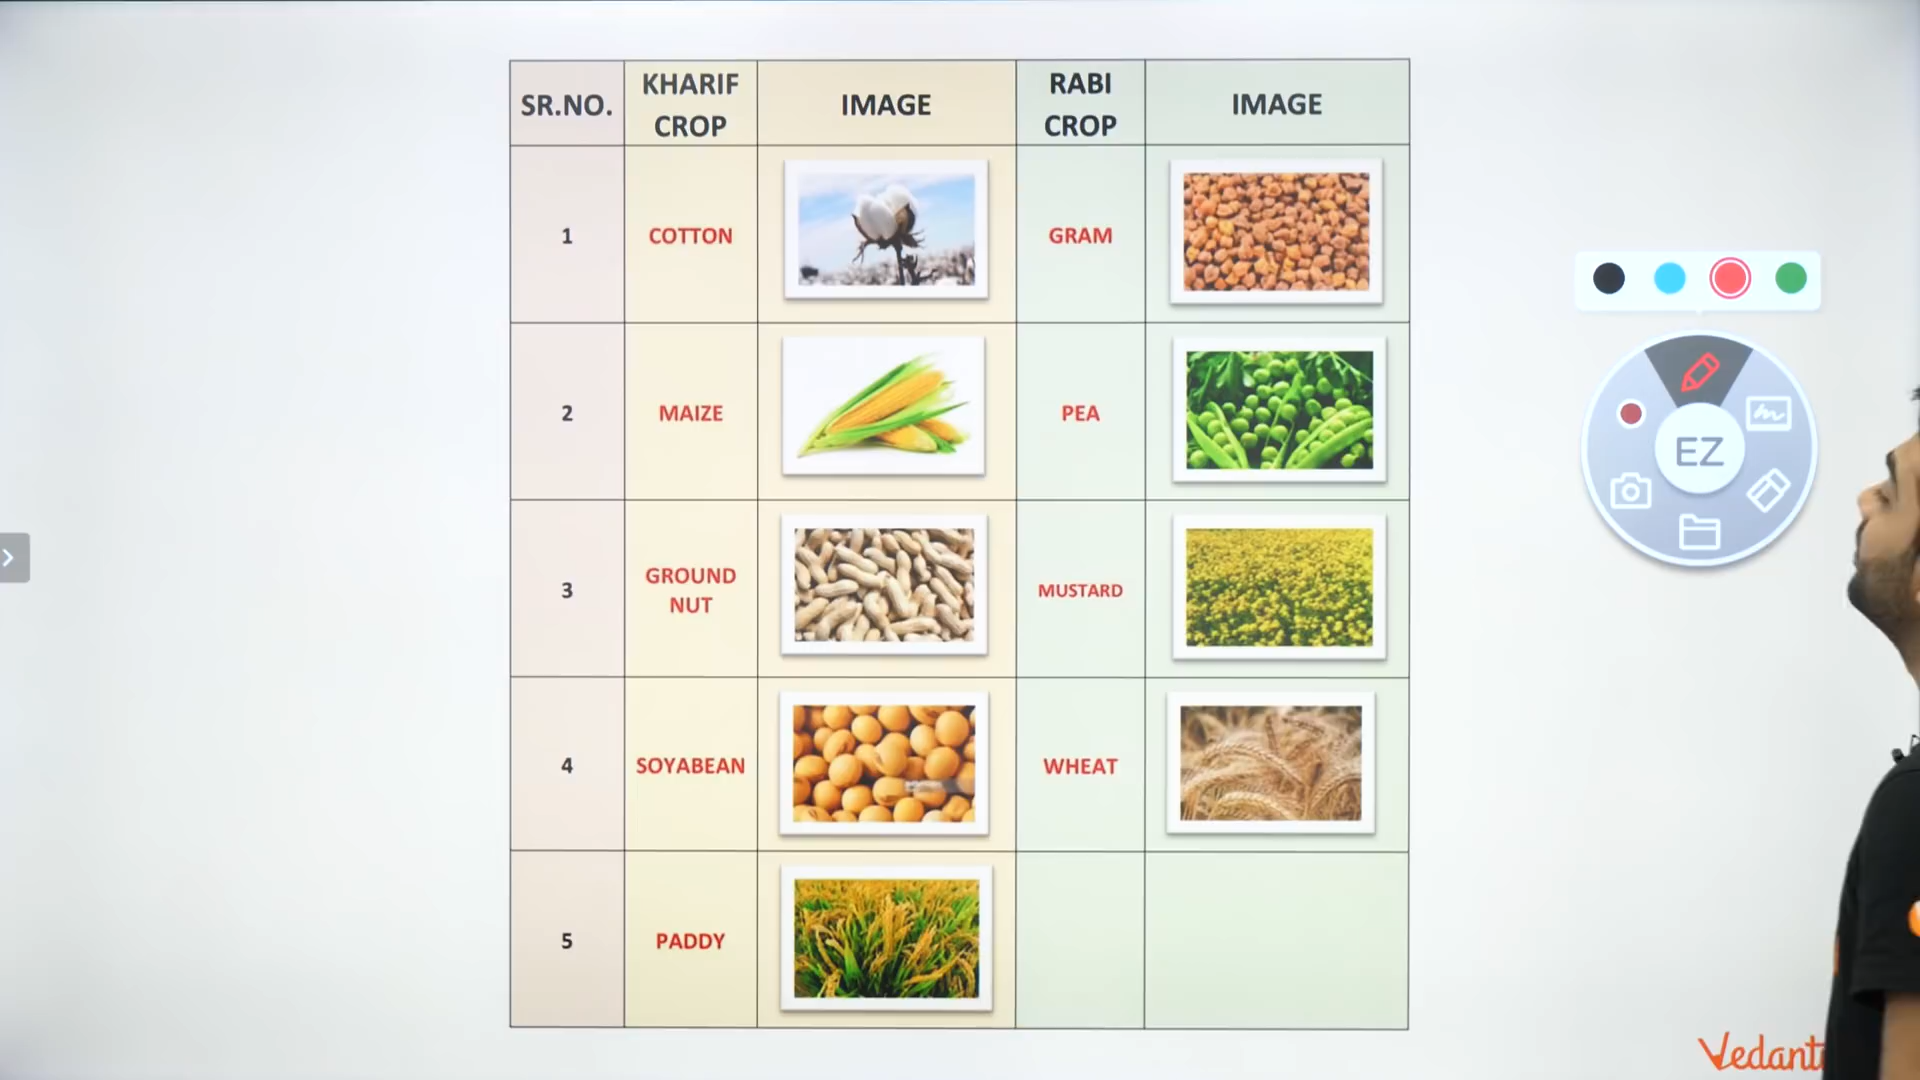 SR.NO.
KHARIF
CROP
IMAGE
RABI
CROP
IMAGE
1
COTTON
GRAM
2
MAIZE
PEA
3
GROUND
NUT
MUSTARD
4
SOYABEAN
WHEAT
5
PADDY
EZ
Vedant